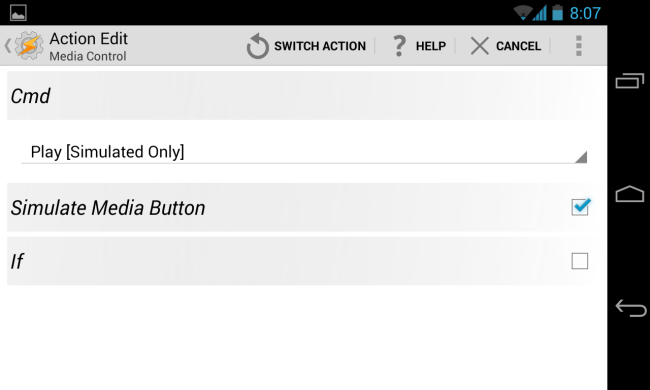 8:07
Action Edit
Media Control
SWITCH ACTION
? HELP
CANCEL
Cmd
Play [Simulated Only]
Simulate Media Button
If